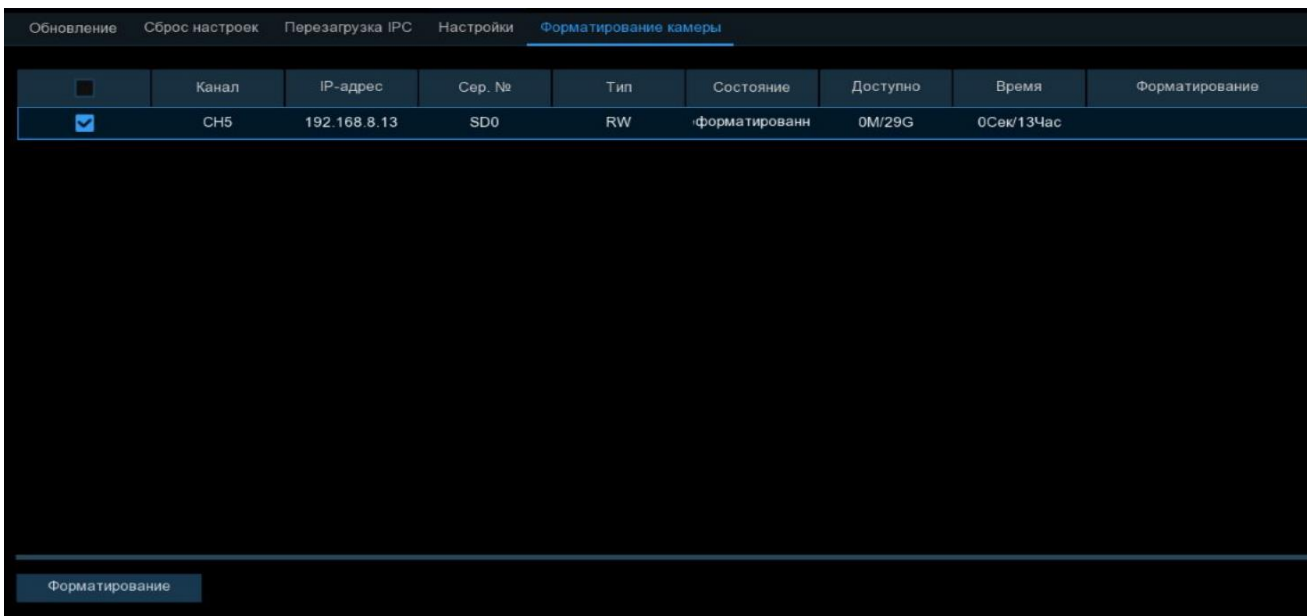 Обновление Сброс настроек Перезагрузка IPC Настройки Форматирование камеры
Канал IP-адрес Сер. № Тип Состояние Доступно Время Форматирование
CH5 192.168.8.13 SD0 RW форматированн 0M/29G 0Сек/13Час
Форматирование